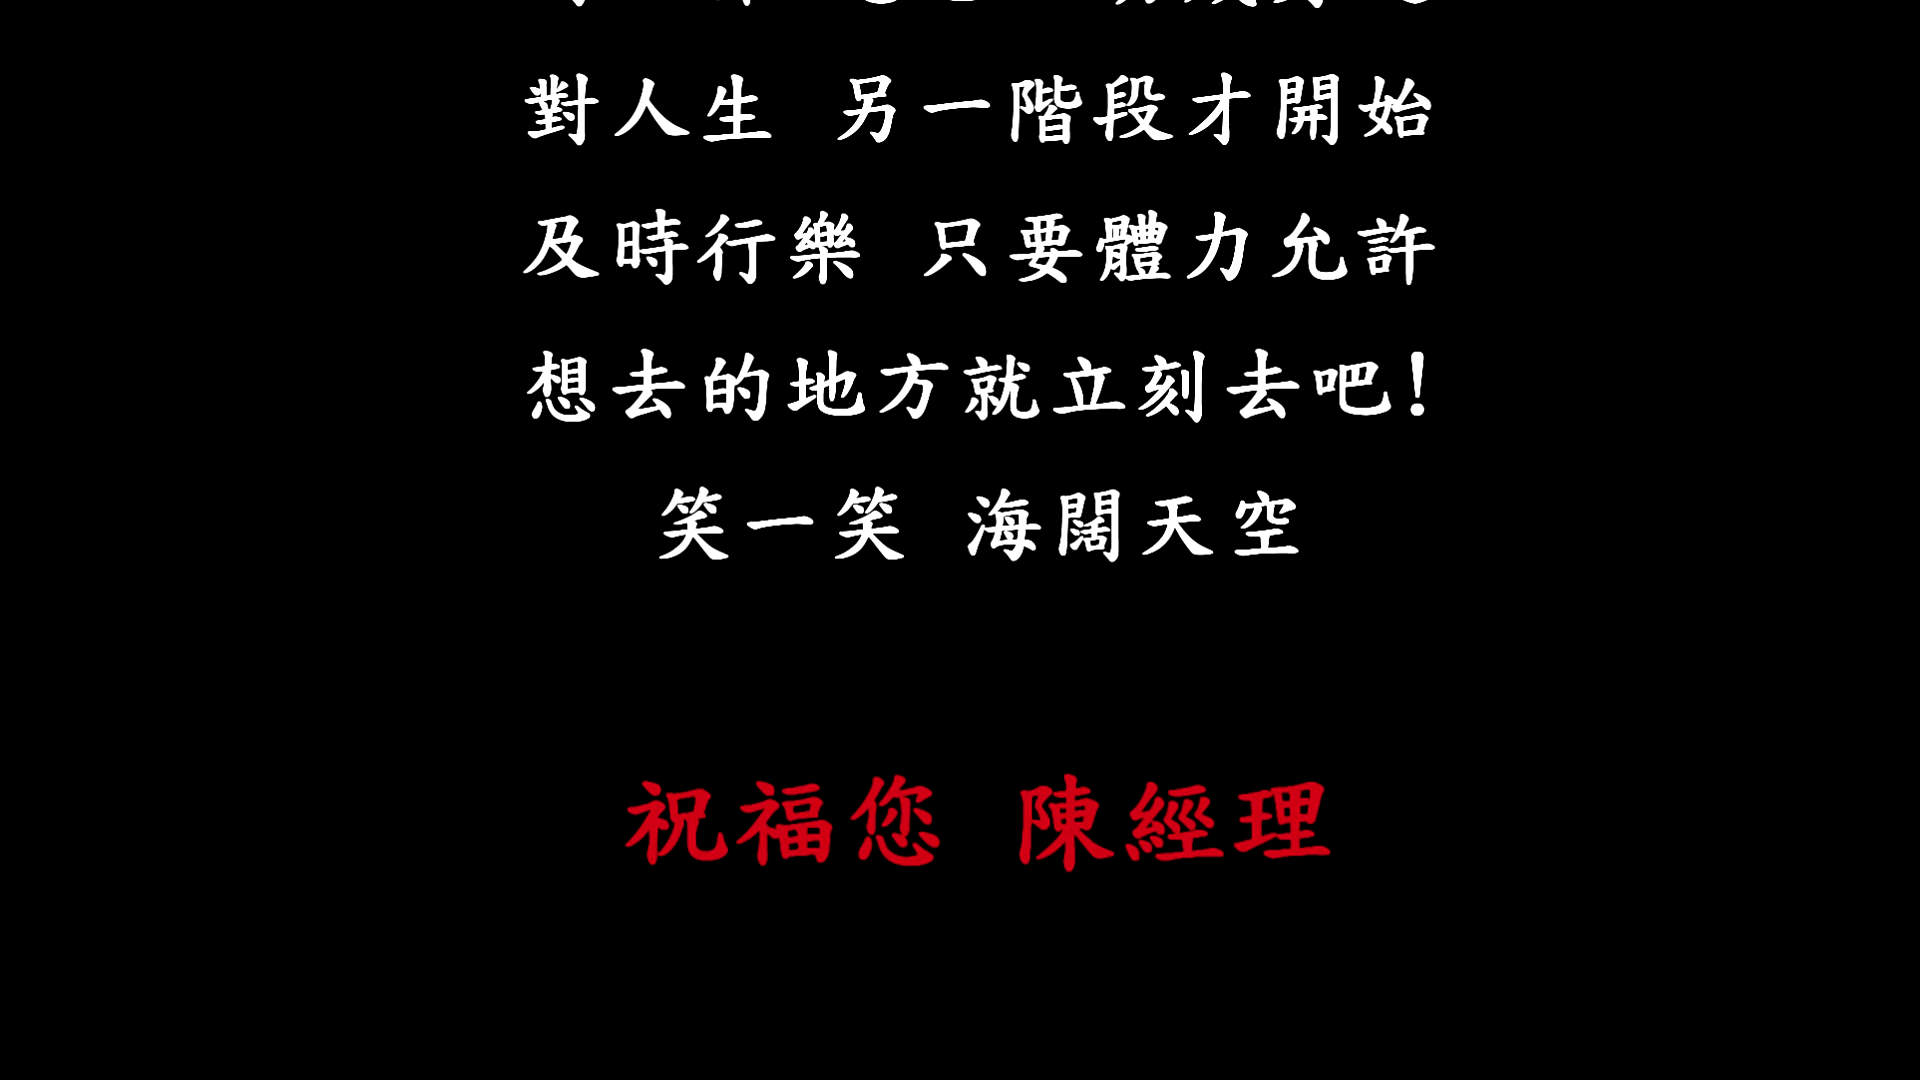 對人生 另一階段才開始
及時行樂 只要體力允許
想去的地方就立刻去吧!
笑一笑 海闊天空
祝福您 陳經理